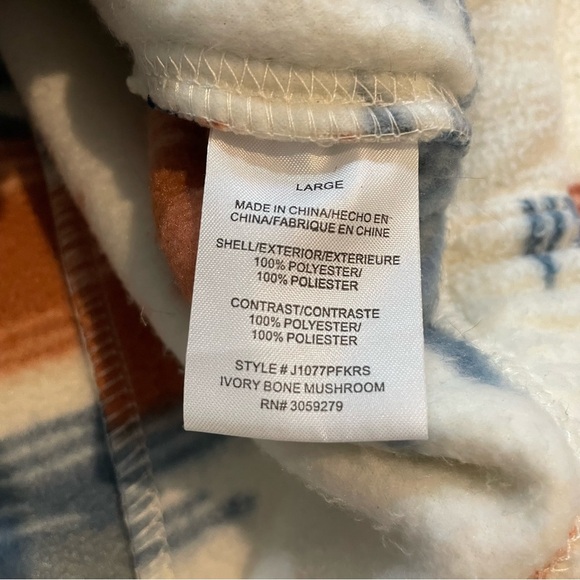 LARGE
MADE IN CHINA/HECHO EN
CHINA/FABRIQUE EN CHINE
SHELL/EXTERIOR/EXTERIEURE
100% POLYESTER/
100% POLIESTER
CONTRAST/CONTRASTE
100% POLYESTER/
100% POLIESTER
STYLE # J1077PFKRS
IVORY BONE MUSHROOM
RN# 3059279